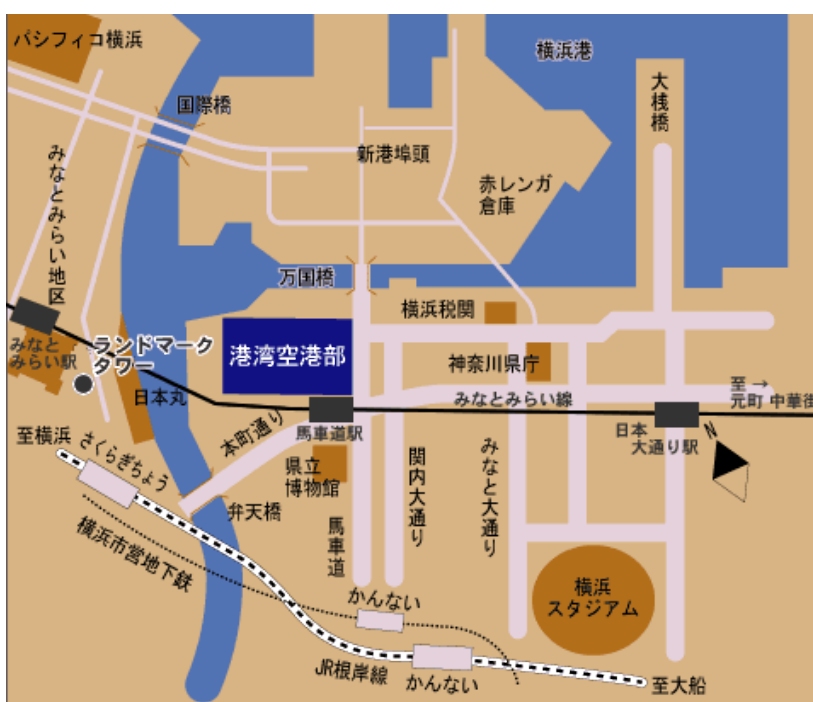 パシフィコ横浜
国際橋
横浜港
大桟橋
みなとみらい地区
新港埠頭
赤レンガ
倉庫
万国橋
横浜税関
港湾空港部
みなと
みらい駅
ランドマーク
タワー
神奈川県庁
日本丸
みなとみらい線
至→
元町 中華街
馬車道駅
日本
大通り駅
N
本町通り
至横浜
さくらぎちょう
県立
博物館
弁天橋
関内大通り
みなと大通り
馬車道
横浜市営地下鉄
横浜
スタジアム
かんない
JR根岸線
かんない
至大船